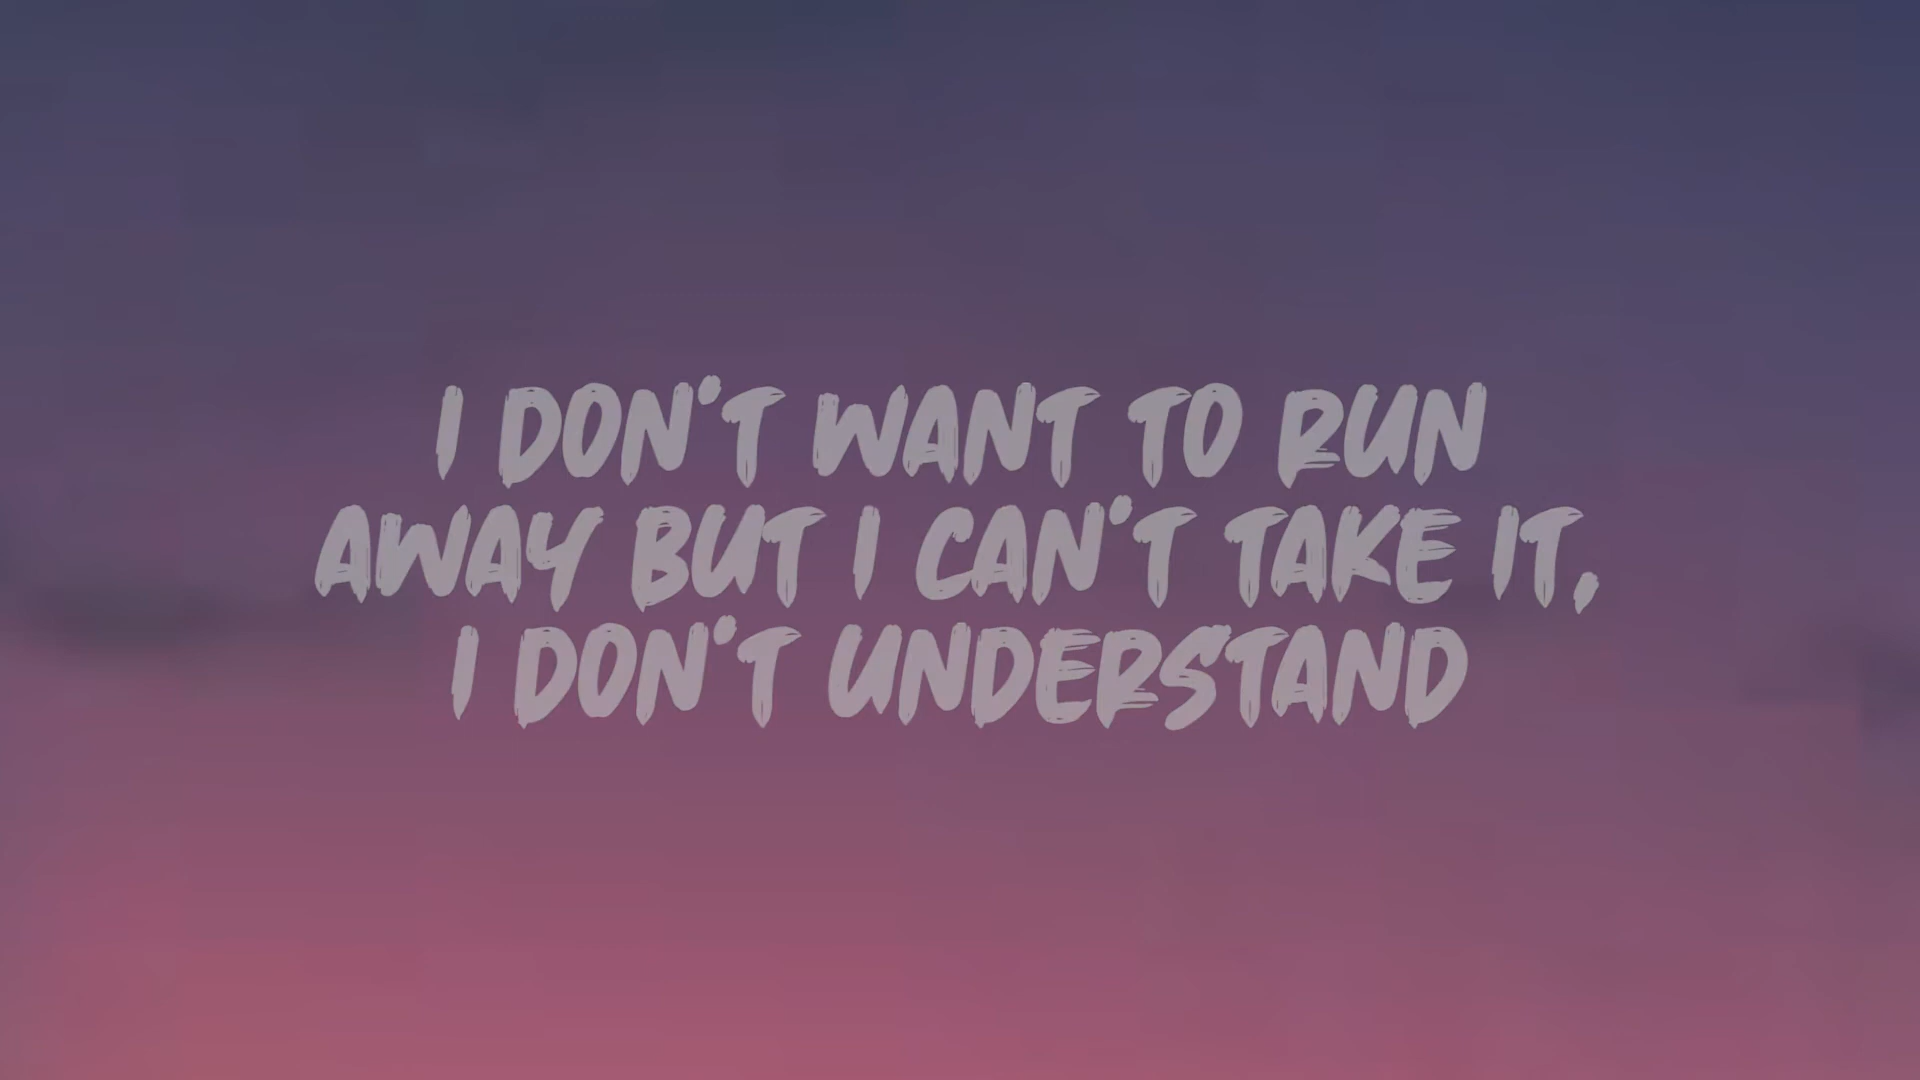 I DON'T WANT TO RUN
AWAY BUT I CAN'T TAKE IT,
I DON'T UNDERSTAND